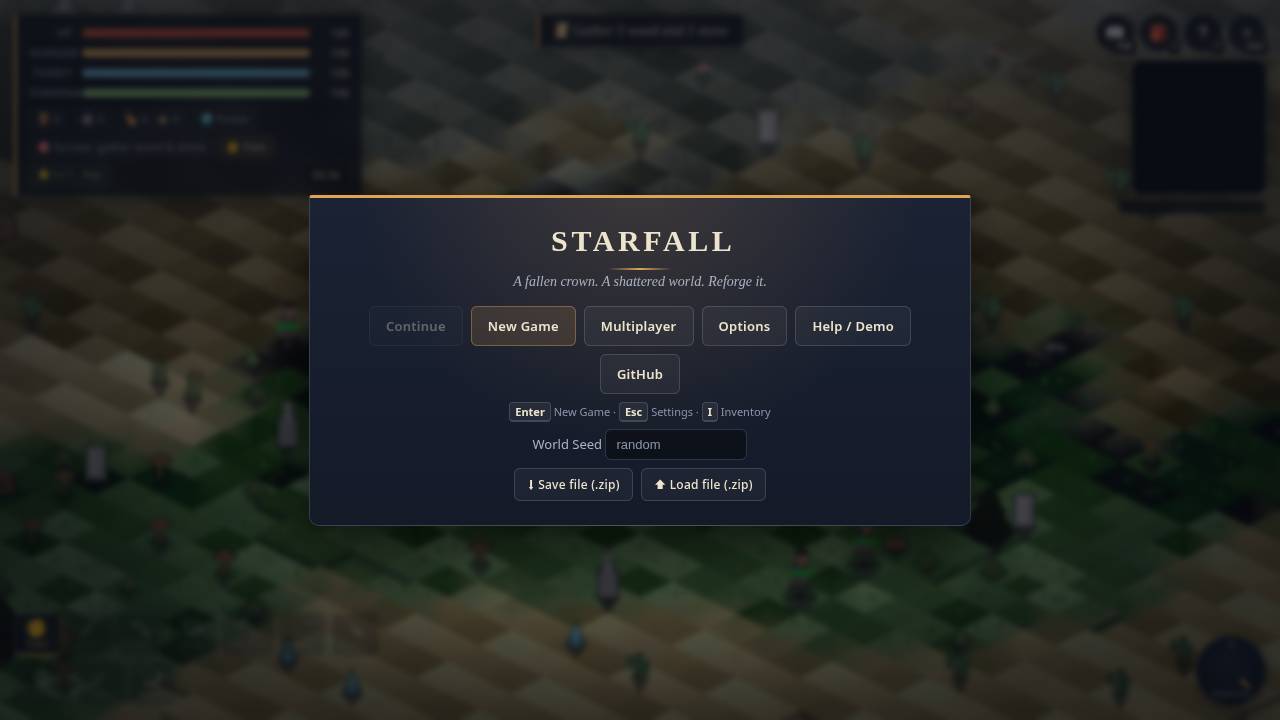 STARFALL
A fallen crown. A shattered world. Reforge it.
Continue New Game Multiplayer Options Help / Demo
GitHub
Enter New Game · Esc Settings · I Inventory
World Seed random
⬇ Save file (.zip) ⬆ Load file (.zip)